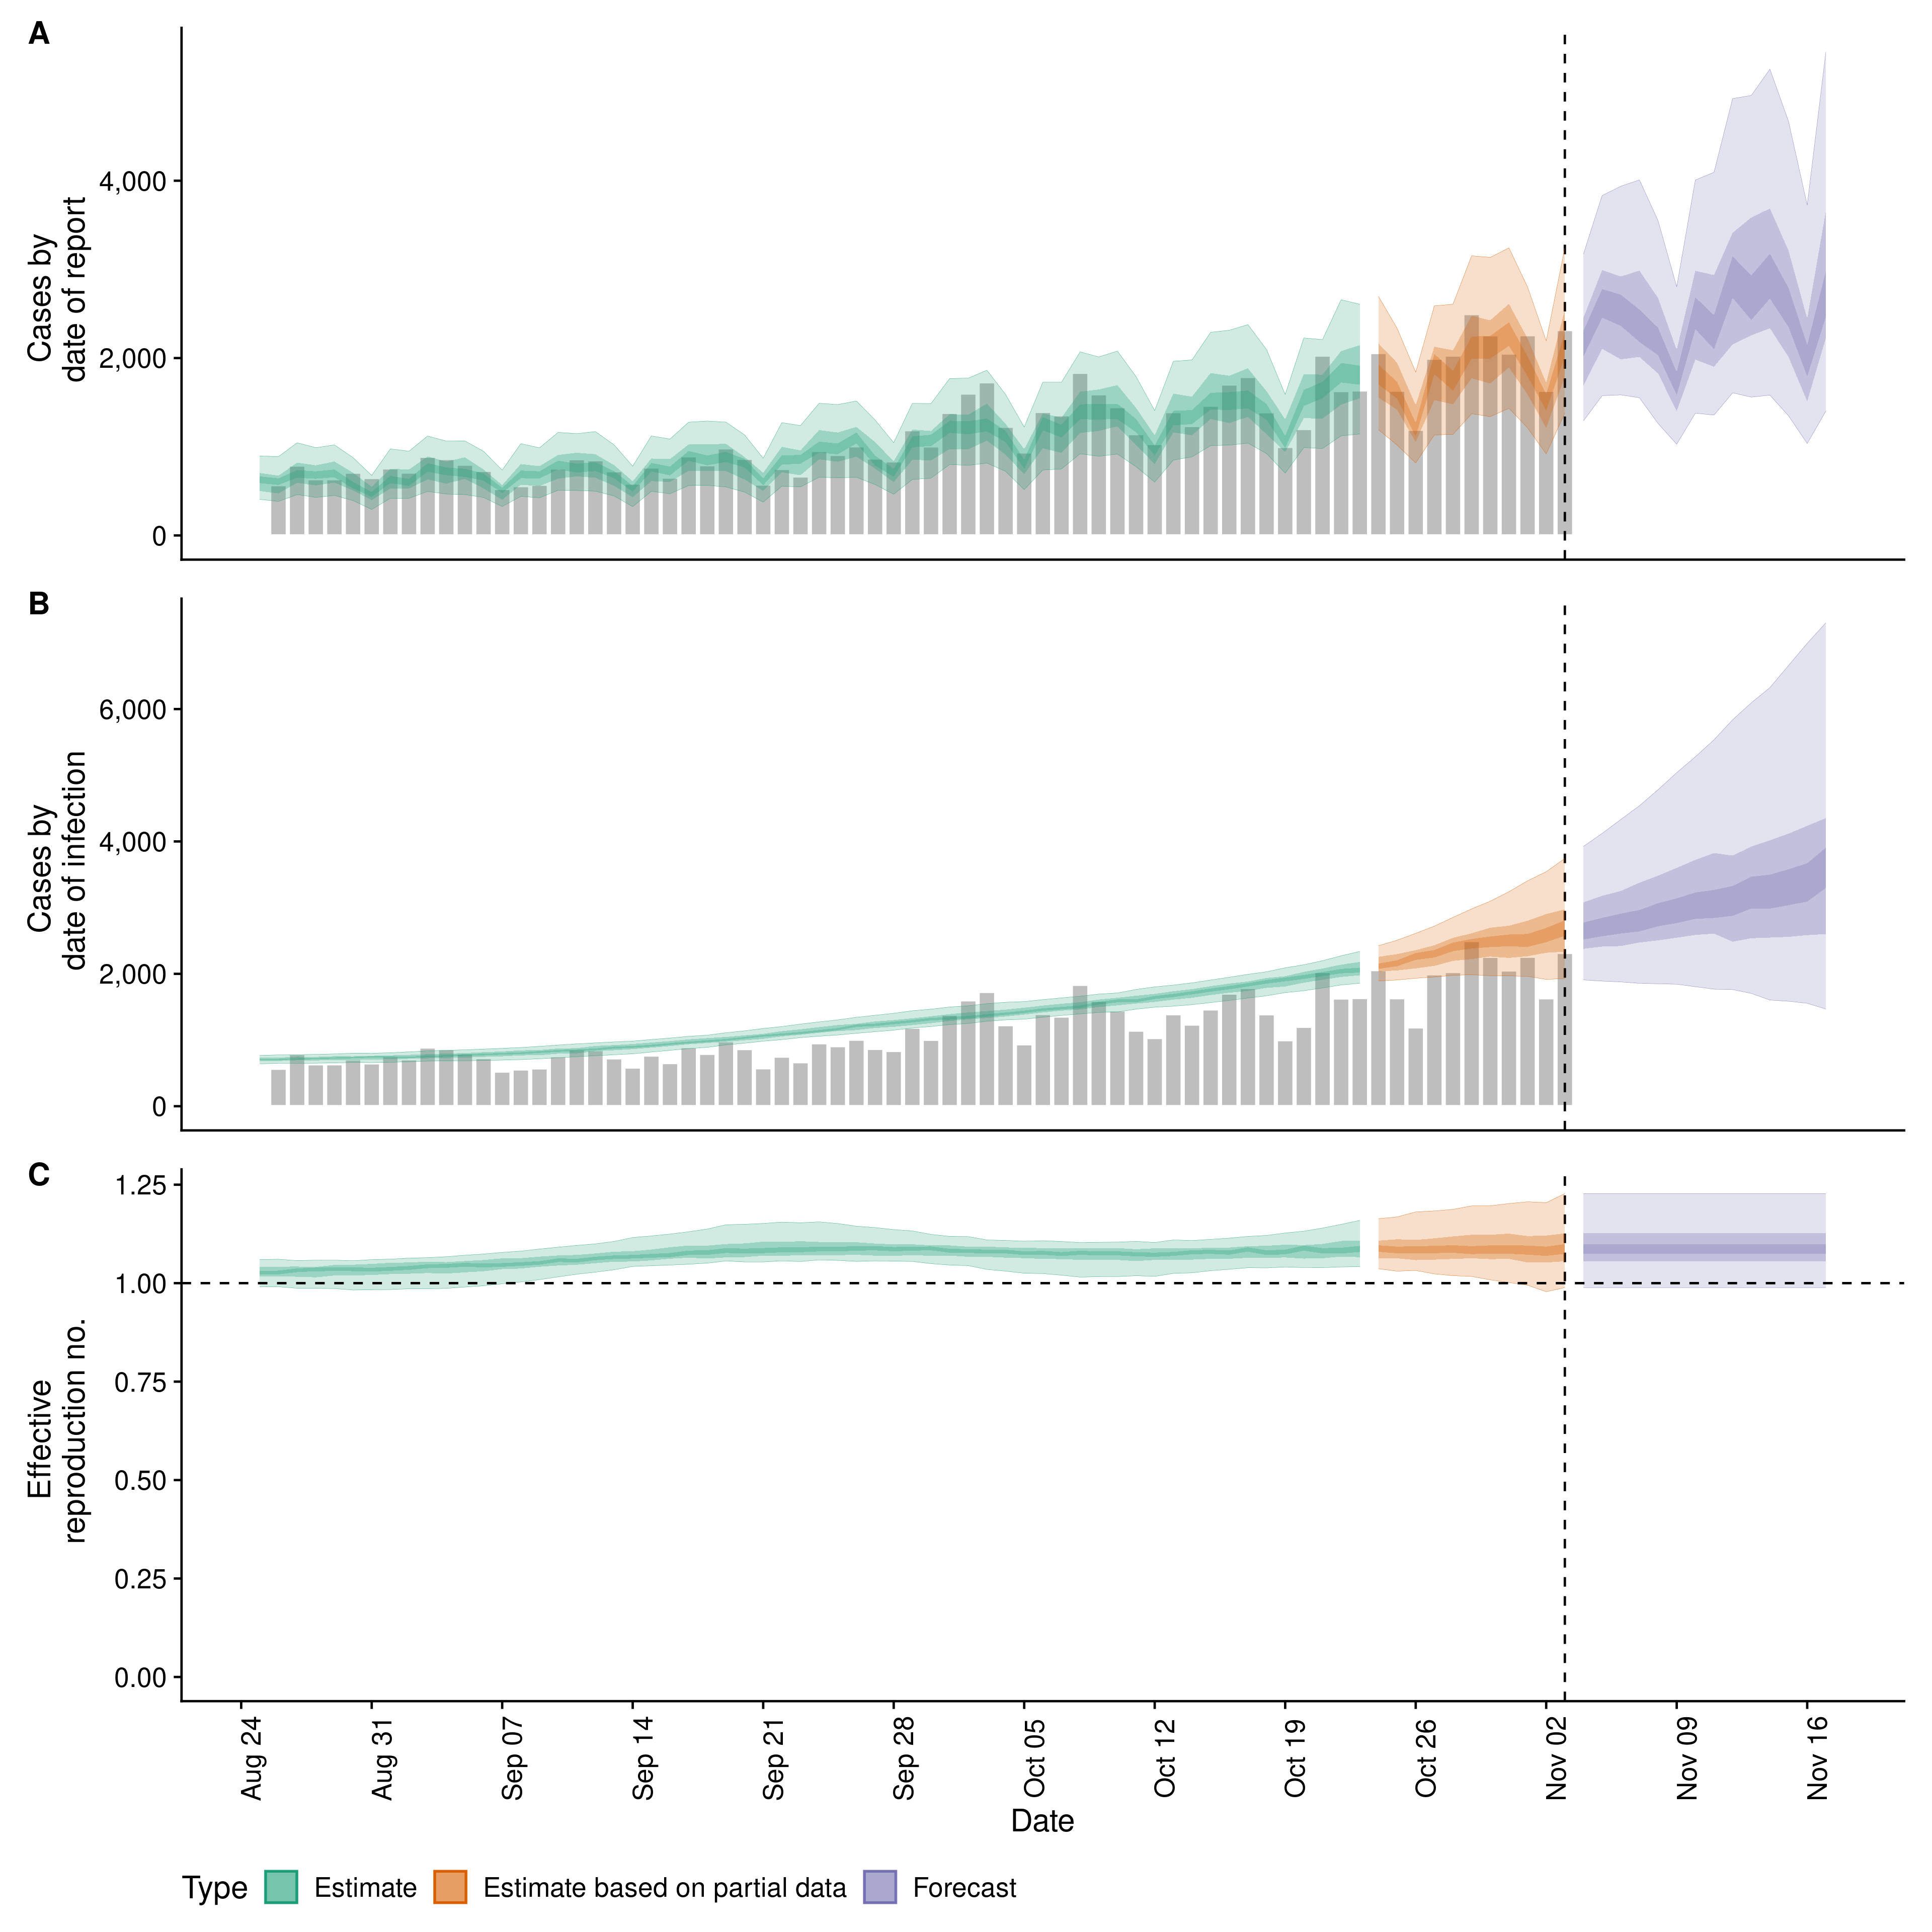 A
Cases by
date of report
4,000
2,000
0
B
Cases by
date of infection
6,000
4,000
2,000
0
C
Effective
reproduction no.
1.25
1.00
0.75
0.50
0.25
0.00
Aug 24
Aug 31
Sep 07
Sep 14
Sep 21
Sep 28
Oct 05
Oct 12
Oct 19
Oct 26
Nov 02
Nov 09
Nov 16
Date
Type Estimate Estimate based on partial data Forecast